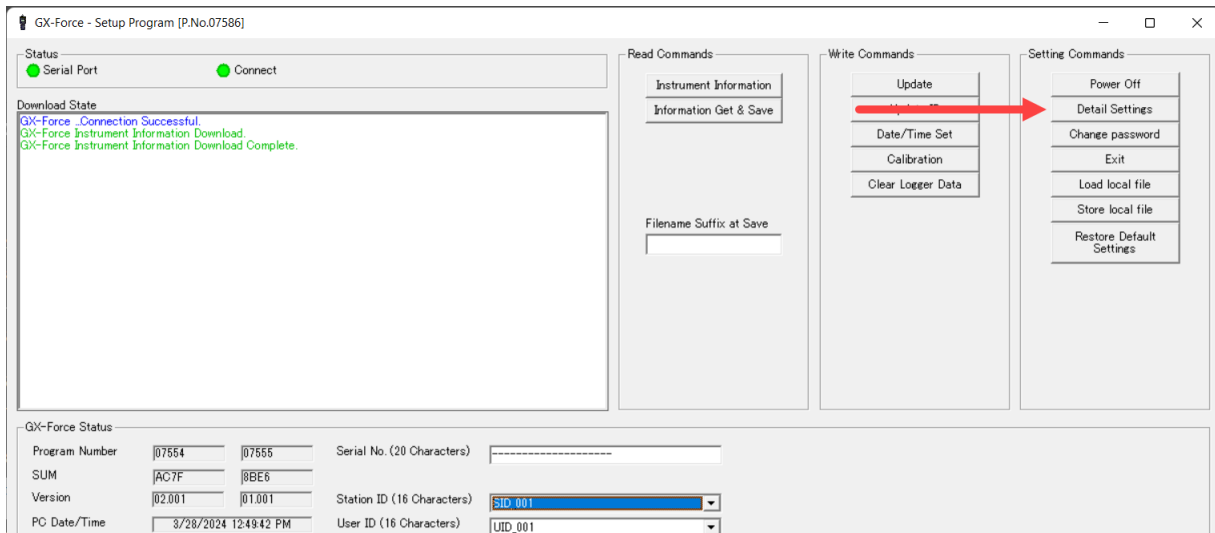 GX-Force - Setup Program [P.No.07586]
Status
Serial Port Connect
Download State
GX-Force ...Connection Successful.
GX-Force Instrument Information Download.
GX-Force Instrument Information Download Complete.
Read Commands
Instrument Information
Information Get & Save
Filename Suffix at Save
Write Commands
Update
Date/Time Set
Calibration
Clear Logger Data
Setting Commands
Power Off
Detail Settings
Change password
Exit
Load local file
Store local file
Restore Default
Settings
GX-Force Status
Program Number 07554 07555 Serial No. (20 Characters) --------------------
SUM AC7F 8BE6
Version 02.001 01.001 Station ID (16 Characters) SID_001
PC Date/Time 3/28/2024 12:49:42 PM User ID (16 Characters) UID_001